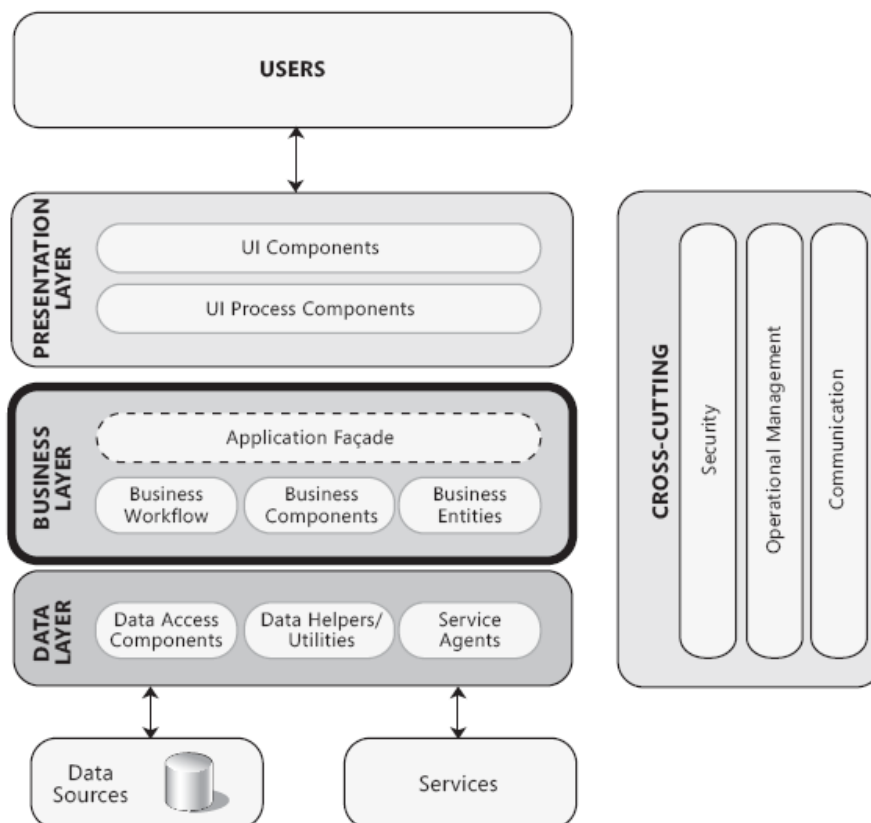 USERS
PRESENTATION
LAYER
UI Components
UI Process Components
BUSINESS
LAYER
Application Façade
Business
Workflow
Business
Components
Business
Entities
DATA
LAYER
Data Access
Components
Data Helpers/
Utilities
Service
Agents
Data
Sources
Services
CROSS-CUTTING
Security
Operational Management
Communication